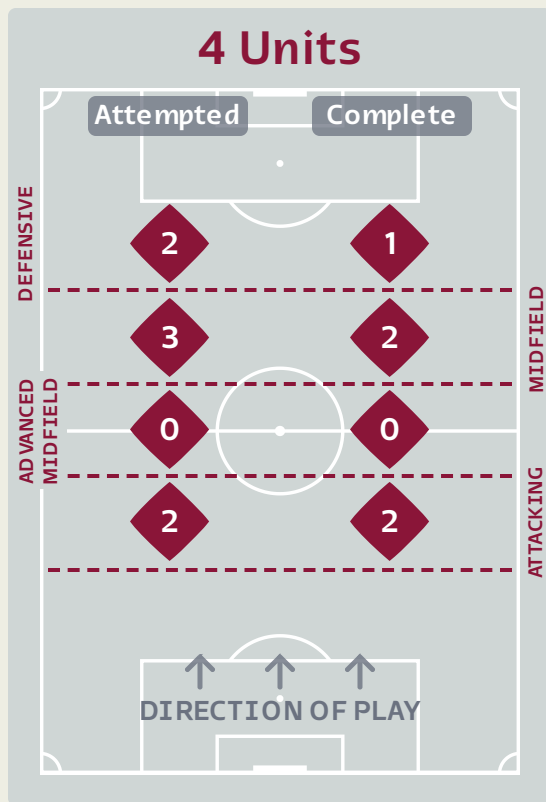 4 Units
Attempted
Complete
DEFENSIVE
2
1
MIDFIELD
3
2
ADVANCED
MIDFIELD
0
0
ATTACKING
2
2
DIRECTION OF PLAY